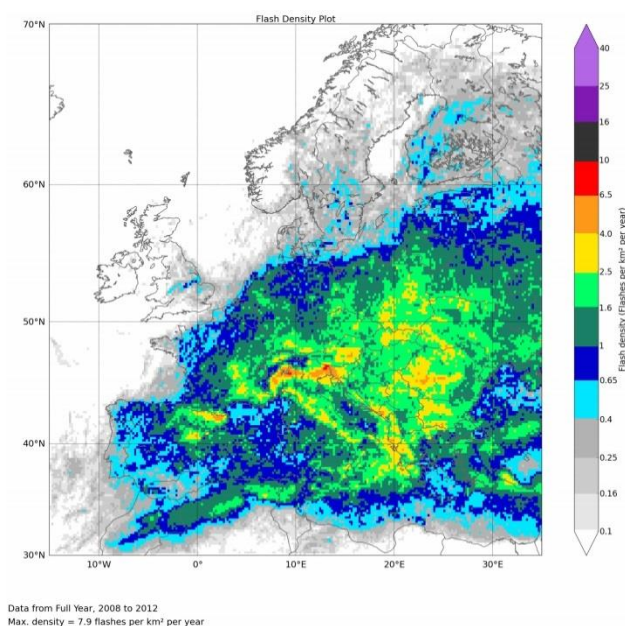 Flash Density Plot
70°N
60°N
50°N
40°N
30°N
10°W
0°
10°E
20°E
30°E
40
25
16
10
6.5
4.0
2.5
1.6
1
0.65
0.4
0.25
0.16
0.1
Flash density (Flashes per km² per year)
Data from Full Year, 2008 to 2012
Max. density = 7.9 flashes per km² per year